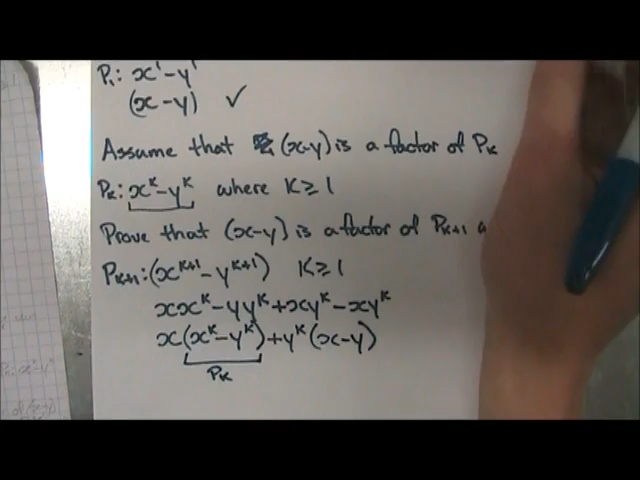 P₁: x¹ - y¹
(x - y) ✓
Assume that (x-y) is a factor of Pₖ
Pₖ: xᴷ - yᴷ where K ≥ 1
Prove that (x-y) is a factor of Pₖ₊₁
Pₖ₊₁: (xᴷ⁺¹ - yᴷ⁺¹) K ≥ 1
xxᴷ - yyᴷ + xyᴷ - xyᴷ
x(xᴷ - yᴷ) + yᴷ(x - y)
Pₖ